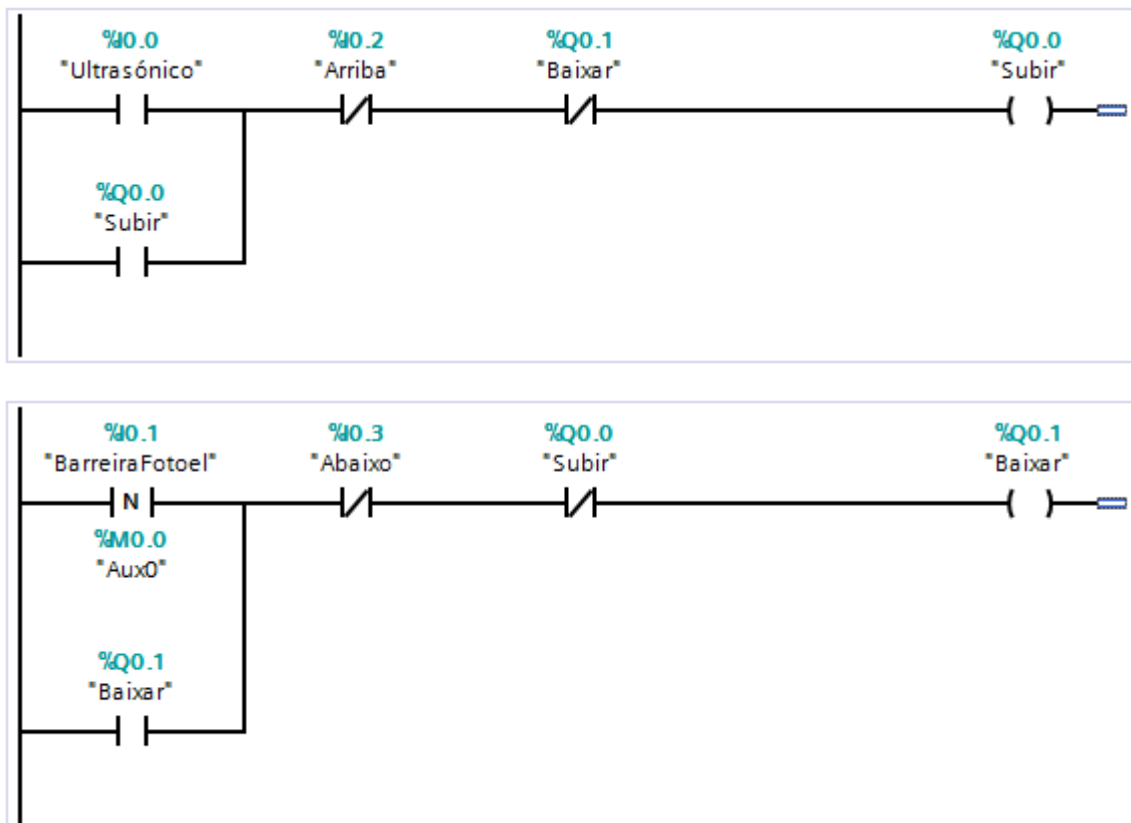 %I0.0
"Ultrasónico"
%I0.2
"Arriba"
%Q0.1
"Baixar"
%Q0.0
"Subir"
%Q0.0
"Subir"
%I0.1
"BarreiraFotoel"
%I0.3
"Abaixo"
%Q0.0
"Subir"
%Q0.1
"Baixar"
N
%M0.0
"Aux0"
%Q0.1
"Baixar"